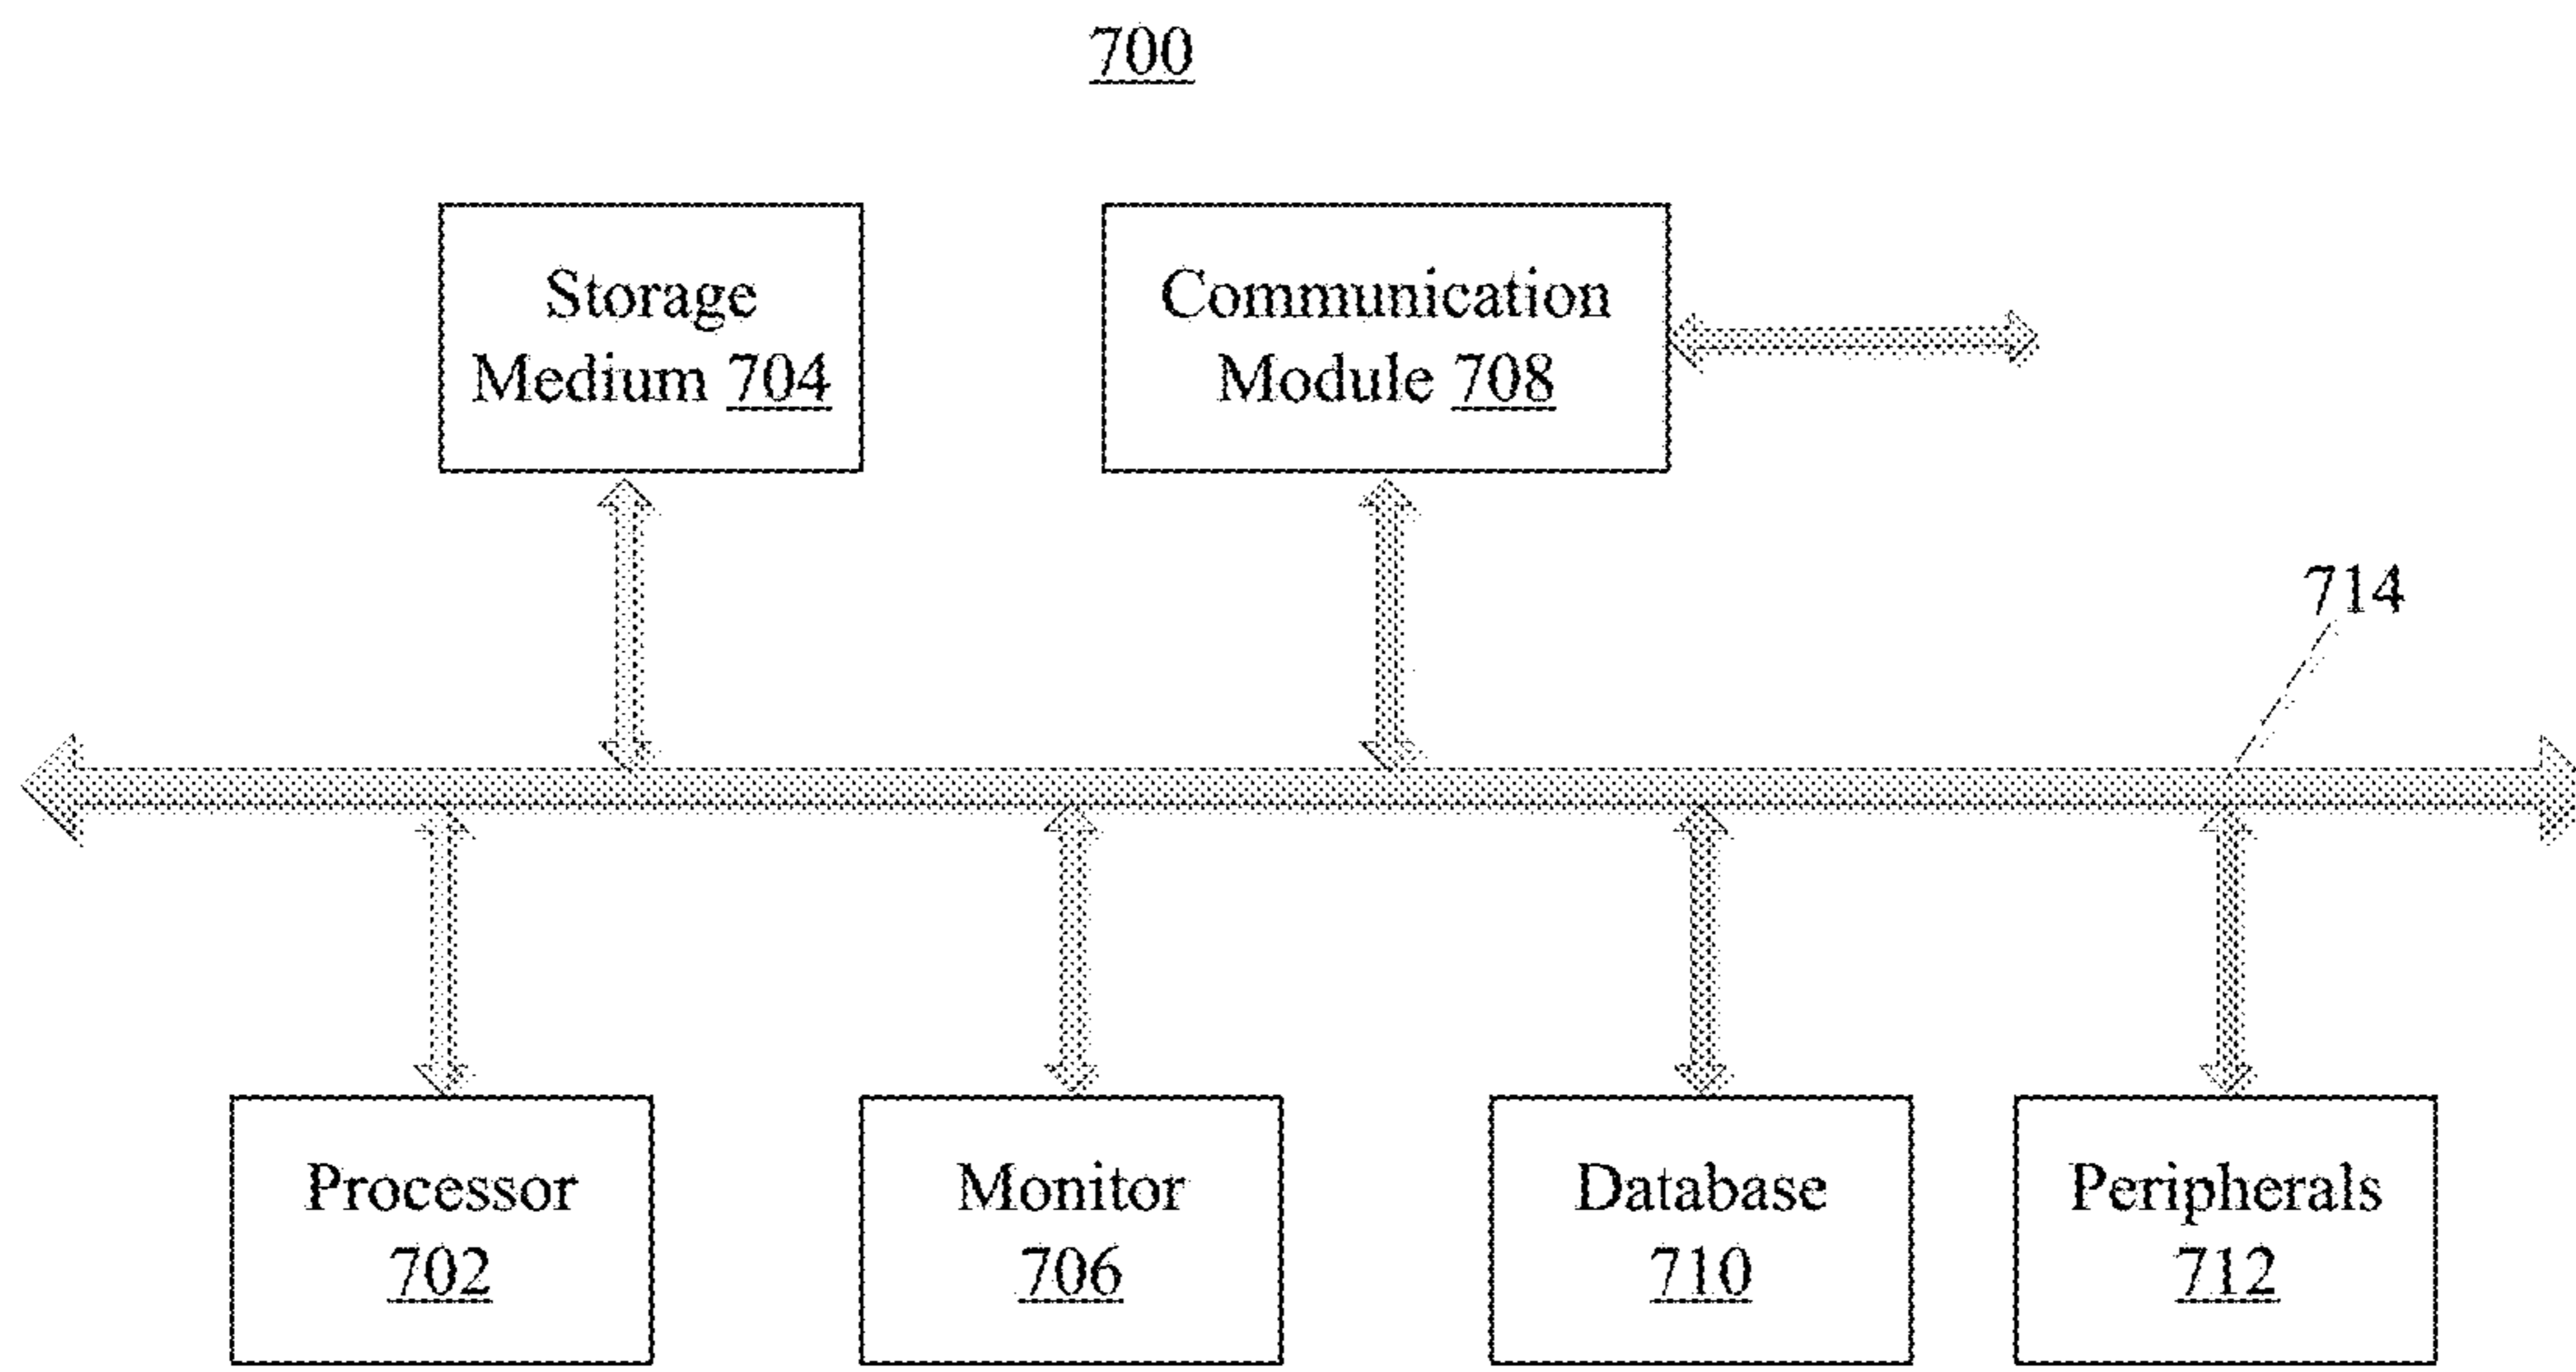 700
Storage
Medium 704
Communication
Module 708
714
Processor
702
Monitor
706
Database
710
Peripherals
712